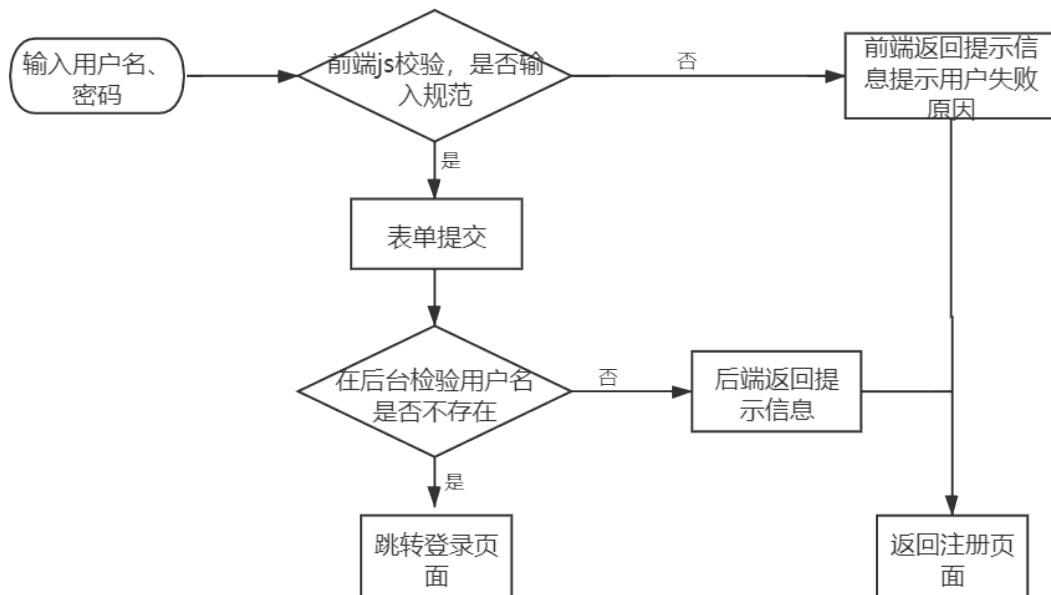 输入用户名、
密码
前端js校验，是否输
入规范
否
前端返回提示信
息提示用户失败
原因
是
表单提交
在后台检验用户名
是否不存在
否
后端返回提
示信息
是
跳转登录页
面
返回注册页
面